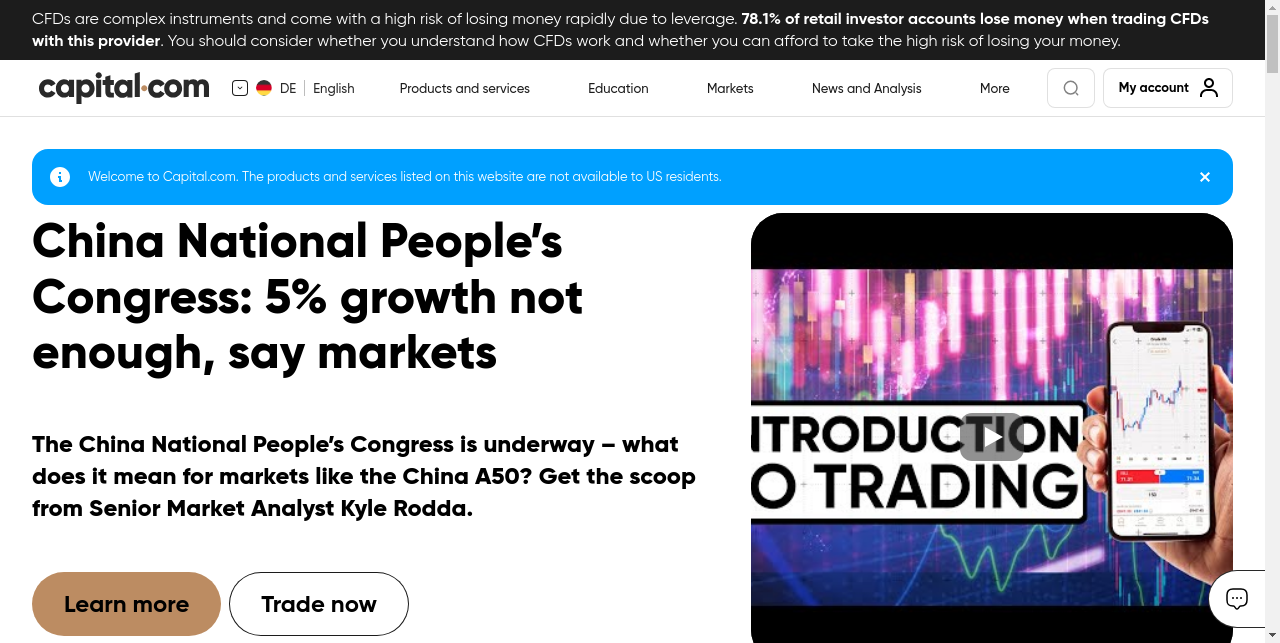 CFDs are complex instruments and come with a high risk of losing money rapidly due to leverage. 78.1% of retail investor accounts lose money when trading CFDs
with this provider. You should consider whether you understand how CFDs work and whether you can afford to take the high risk of losing your money.
capital.com
DE English
Products and services
Education
Markets
News and Analysis
More
My account
Welcome to Capital.com. The products and services listed on this website are not available to US residents.
China National People’s
Congress: 5% growth not
enough, say markets
The China National People’s Congress is underway – what
does it mean for markets like the China A50? Get the scoop
from Senior Market Analyst Kyle Rodda.
Learn more
Trade now
NTRODUCTION
O TRADING